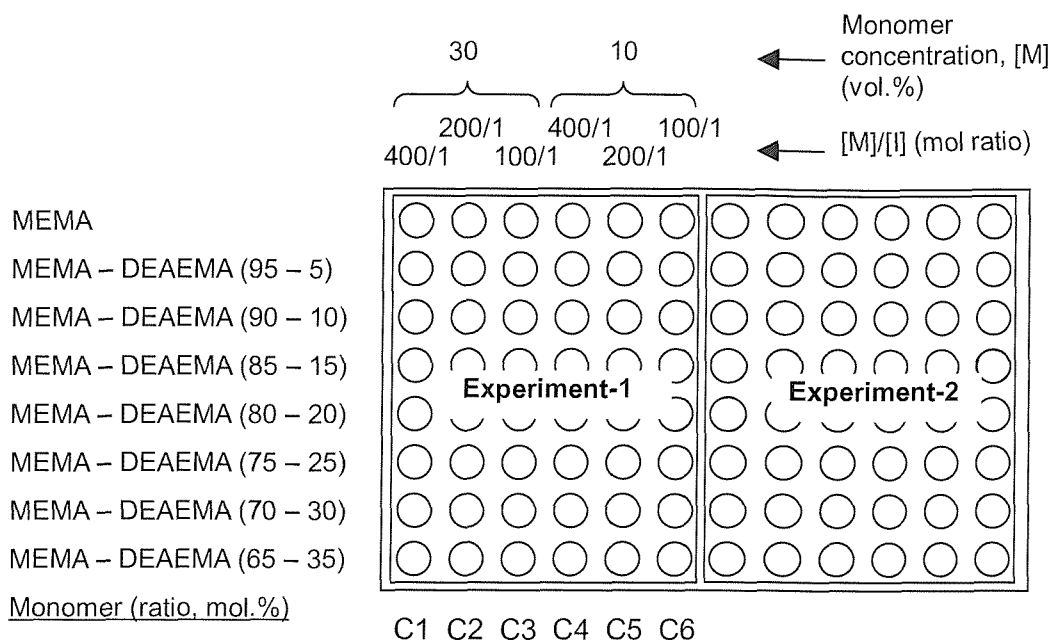 Monomer
concentration, [M]
(vol.%)
30 10
200/1 400/1 100/1
400/1 100/1 200/1
[M]/[I] (mol ratio)
MEMA
MEMA – DEAEMA (95 – 5)
MEMA – DEAEMA (90 – 10)
MEMA – DEAEMA (85 – 15)
MEMA – DEAEMA (80 – 20)
MEMA – DEAEMA (75 – 25)
MEMA – DEAEMA (70 – 30)
MEMA – DEAEMA (65 – 35)
Monomer (ratio, mol.%)
Experiment-1 Experiment-2
C1 C2 C3 C4 C5 C6